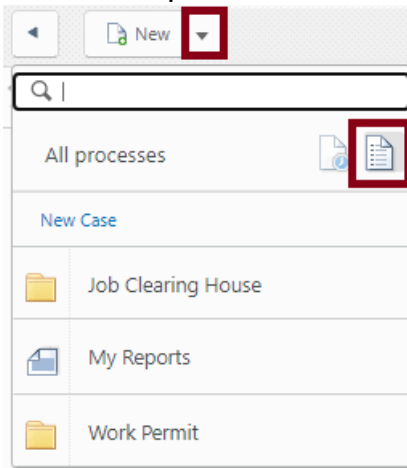 New
All processes
New Case
Job Clearing House
My Reports
Work Permit